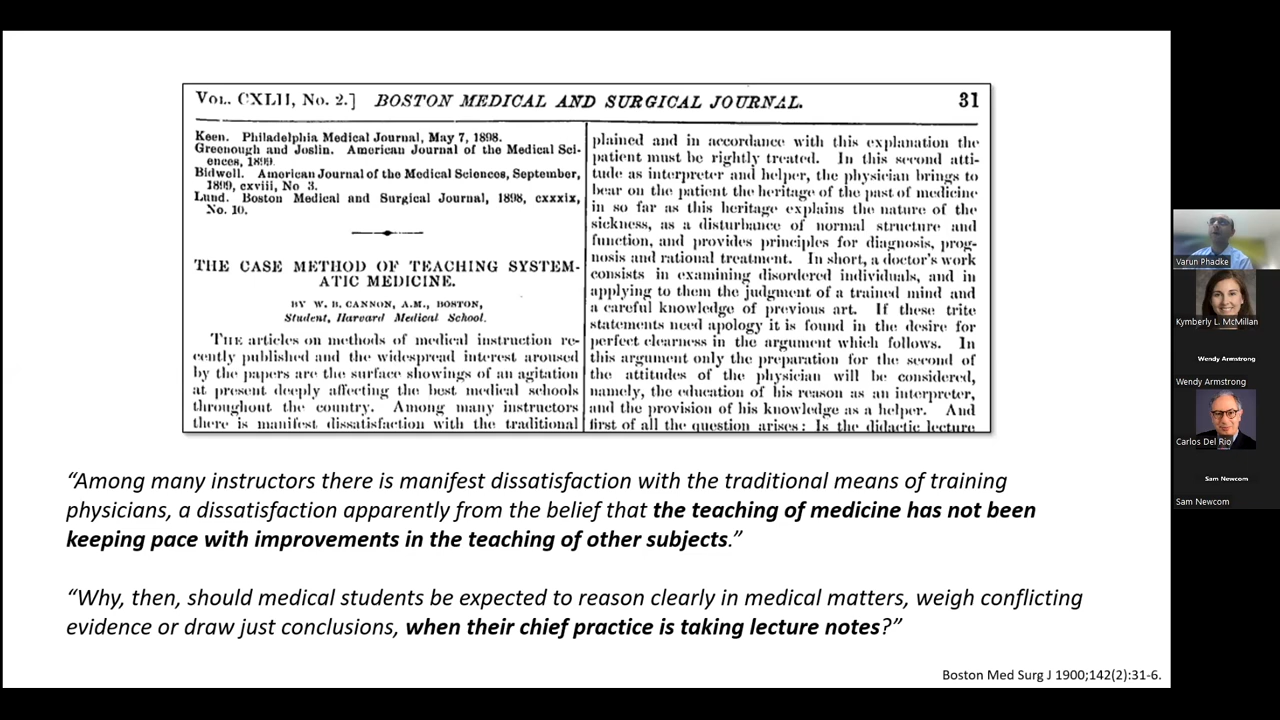 VOL. CXLII, No. 2.] BOSTON MEDICAL AND SURGICAL JOURNAL. 31
Keen. Philadelphia Medical Journal, May 7, 1898.
Greenough and Joslin. American Journal of the Medical Sci-
ences, 1899.
Bidwell. American Journal of the Medical Sciences, September,
1899, cxviii, No 3.
Lund. Boston Medical and Surgical Journal, 1898, cxxxix,
No. 10.
THE CASE METHOD OF TEACHING SYSTEM-
ATIC MEDICINE.
BY W. B. CANNON, A.M., BOSTON,
Student, Harvard Medical School.
THE articles on methods of medical instruction re-
cently published and the widespread interest aroused
by the papers are the surface showings of an agitation
at present deeply affecting the best medical schools
throughout the country. Among many instructors
there is manifest dissatisfaction with the traditional
plained and in accordance with this explanation the
patient must be rightly treated. In this second atti-
tude as interpreter and helper, the physician brings to
bear on the patient the heritage of the past of medicine
in so far as this heritage explains the nature of the
sickness, as a disturbance of normal structure and
function, and provides principles for diagnosis, prog-
nosis and rational treatment. In short, a doctor's work
consists in examining disordered individuals, and in
applying to them the judgment of a trained mind and
a careful knowledge of previous art. If these trite
statements need apology it is found in the desire for
perfect clearness in the argument which follows. In
this argument only the preparation for the second of
the attitudes of the physician will be considered,
namely, the education of his reason as an interpreter,
and the provision of his knowledge as a helper. And
first of all the question arises: Is the didactic lecture
“Among many instructors there is manifest dissatisfaction with the traditional means of training
physicians, a dissatisfaction apparently from the belief that the teaching of medicine has not been
keeping pace with improvements in the teaching of other subjects.”
“Why, then, should medical students be expected to reason clearly in medical matters, weigh conflicting
evidence or draw just conclusions, when their chief practice is taking lecture notes?”
Boston Med Surg J 1900;142(2):31-6.
Varun Phadke
Kymberly L. McMillan
Wendy Armstrong
Wendy Armstrong
Carlos Del Rio
Sam Newcom
Sam Newcom